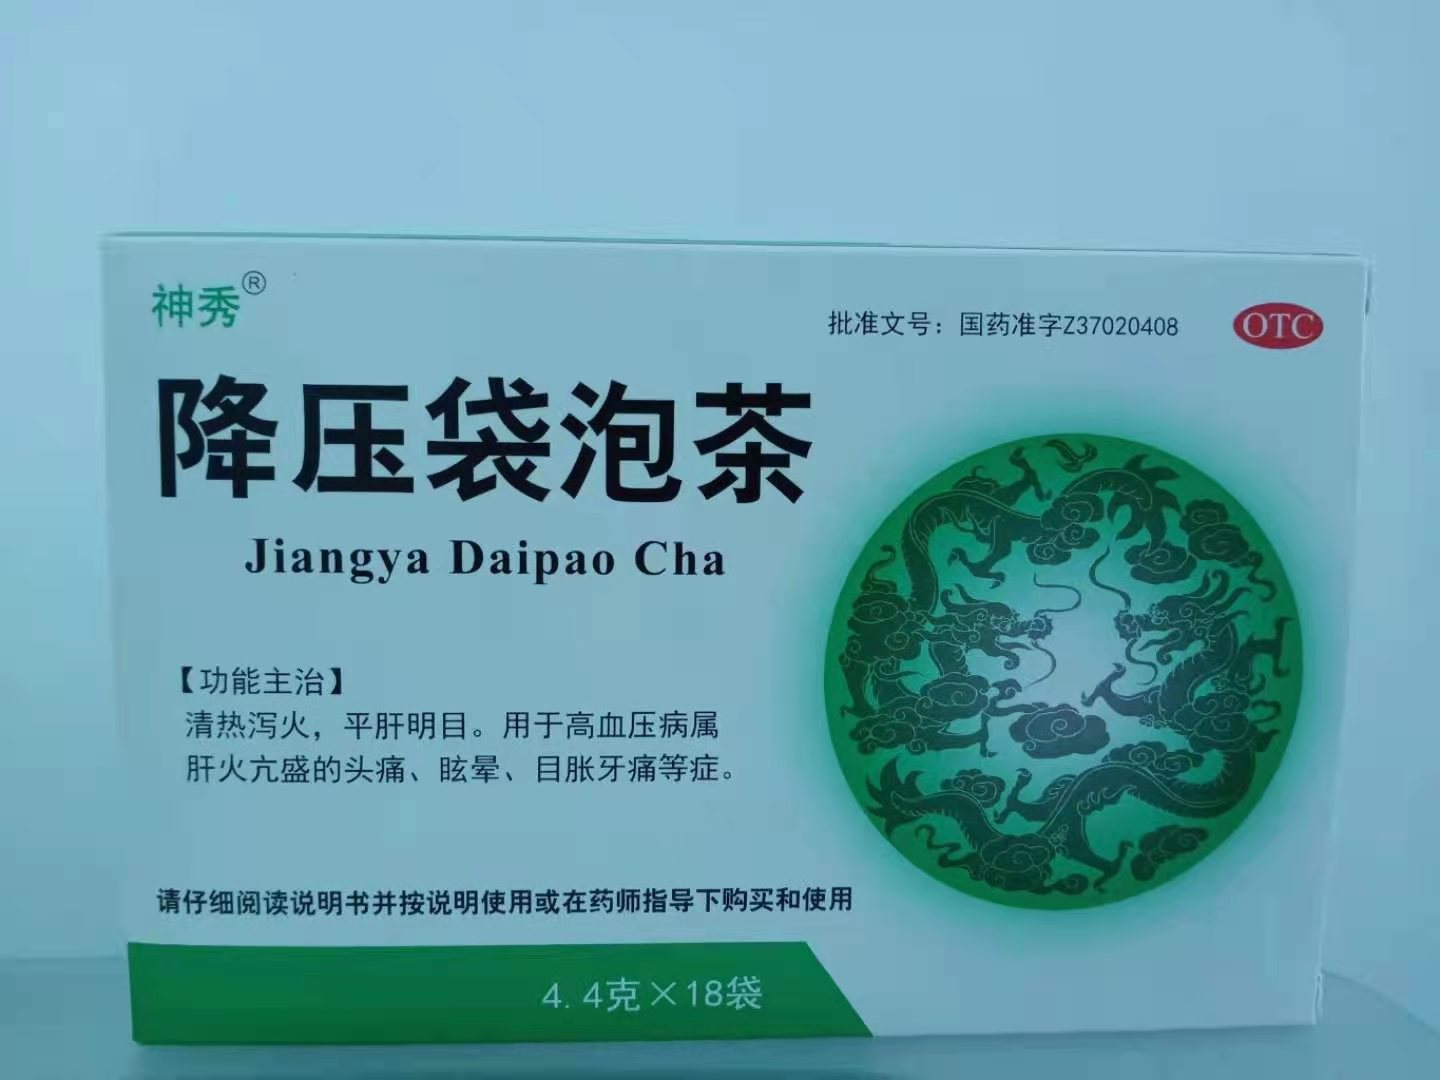 神秀®
批准文号：国药准字Z37020408
OTC
降压袋泡茶
Jiangya Daipao Cha
【功能主治】
清热泻火，平肝明目。用于高血压病属
肝火亢盛的头痛、眩晕、目胀牙痛等症。
请仔细阅读说明书并按说明使用或在药师指导下购买和使用
4.4克×18袋